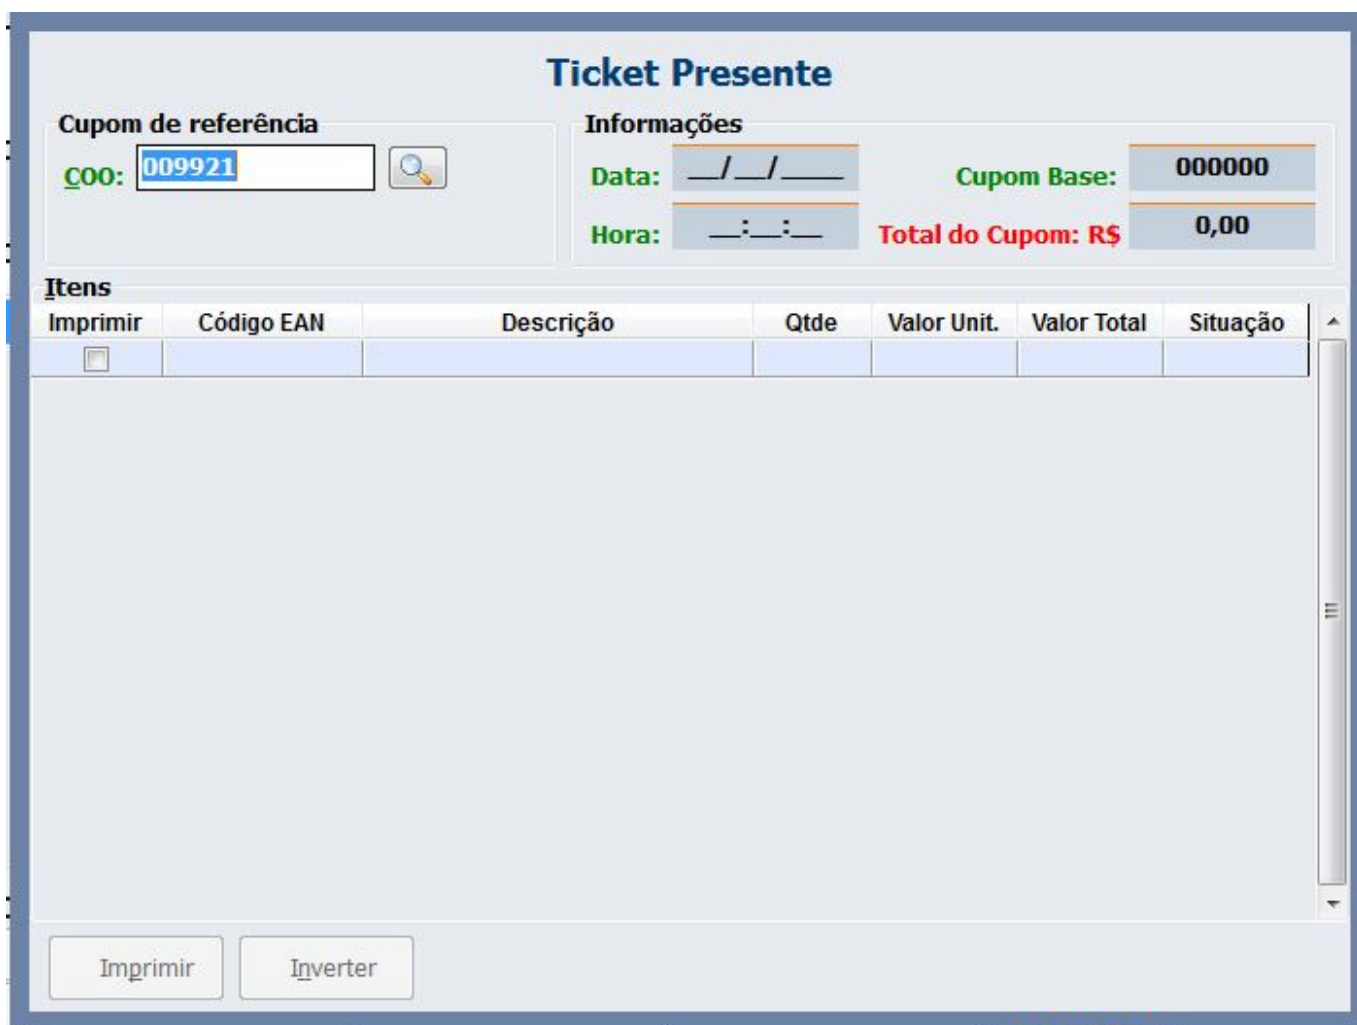 Ticket Presente
Cupom de referência
COO: 009921
Informações
Data: __/__/____ Cupom Base: 000000
Hora: __:__:__ Total do Cupom: R$ 0,00
Itens
Imprimir Código EAN Descrição Qtde Valor Unit. Valor Total Situação
Imprimir Inverter